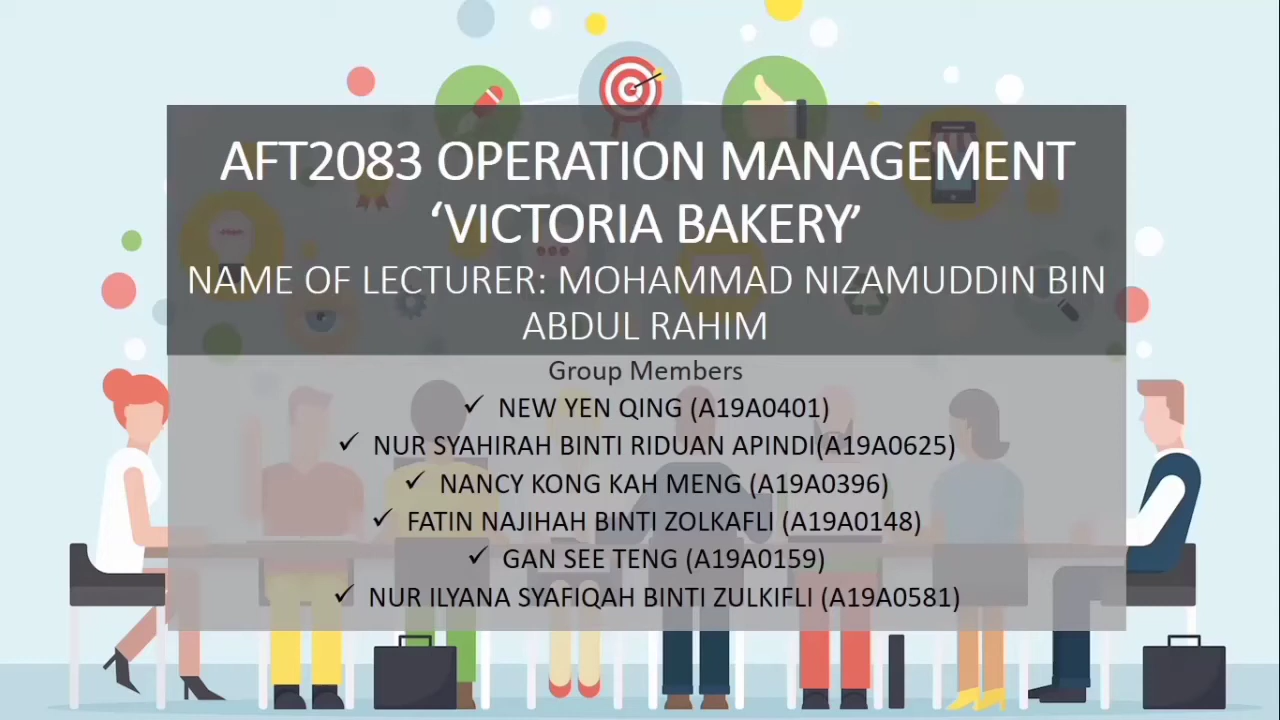 AFT2083 OPERATION MANAGEMENT
‘VICTORIA BAKERY’
NAME OF LECTURER: MOHAMMAD NIZAMUDDIN BIN
ABDUL RAHIM
Group Members
✓ NEW YEN QING (A19A0401)
✓ NUR SYAHIRAH BINTI RIDUAN APINDI(A19A0625)
✓ NANCY KONG KAH MENG (A19A0396)
✓ FATIN NAJIHAH BINTI ZOLKAFLI (A19A0148)
✓ GAN SEE TENG (A19A0159)
✓ NUR ILYANA SYAFIQAH BINTI ZULKIFLI (A19A0581)